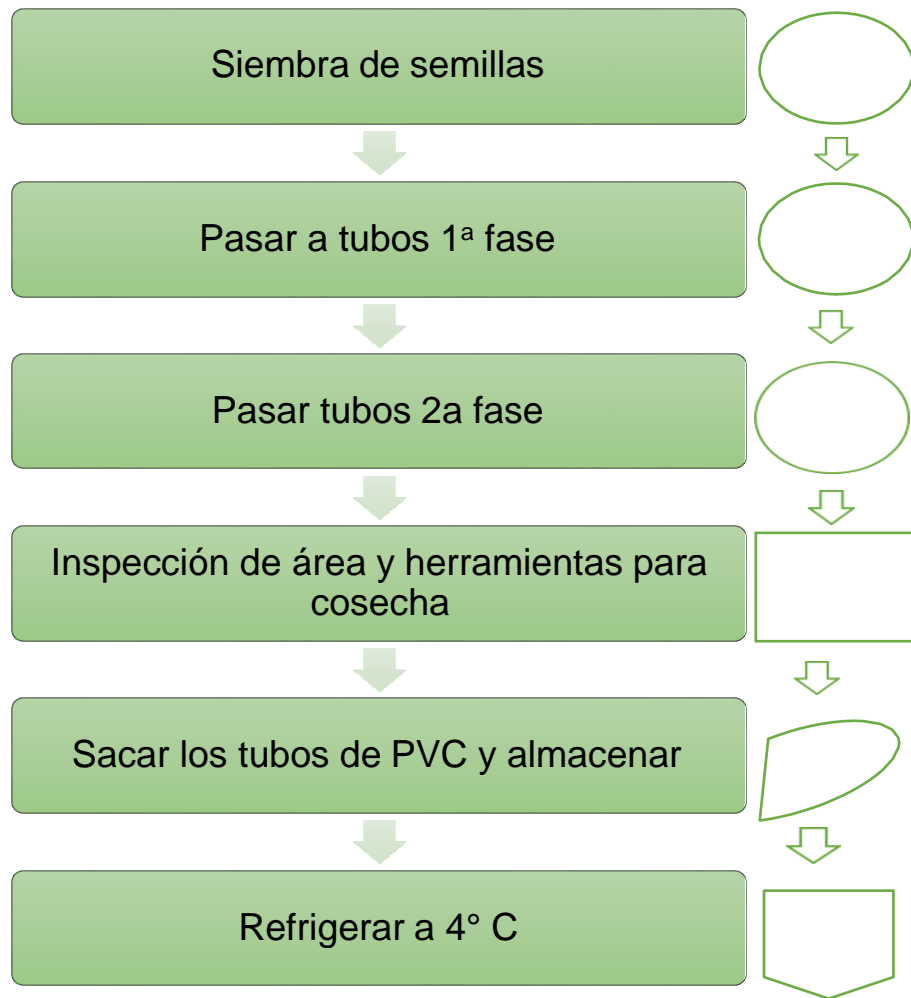 Siembra de semillas
Pasar a tubos 1ª fase
Pasar tubos 2a fase
Inspección de área y herramientas para
cosecha
Sacar los tubos de PVC y almacenar
Refrigerar a 4° C